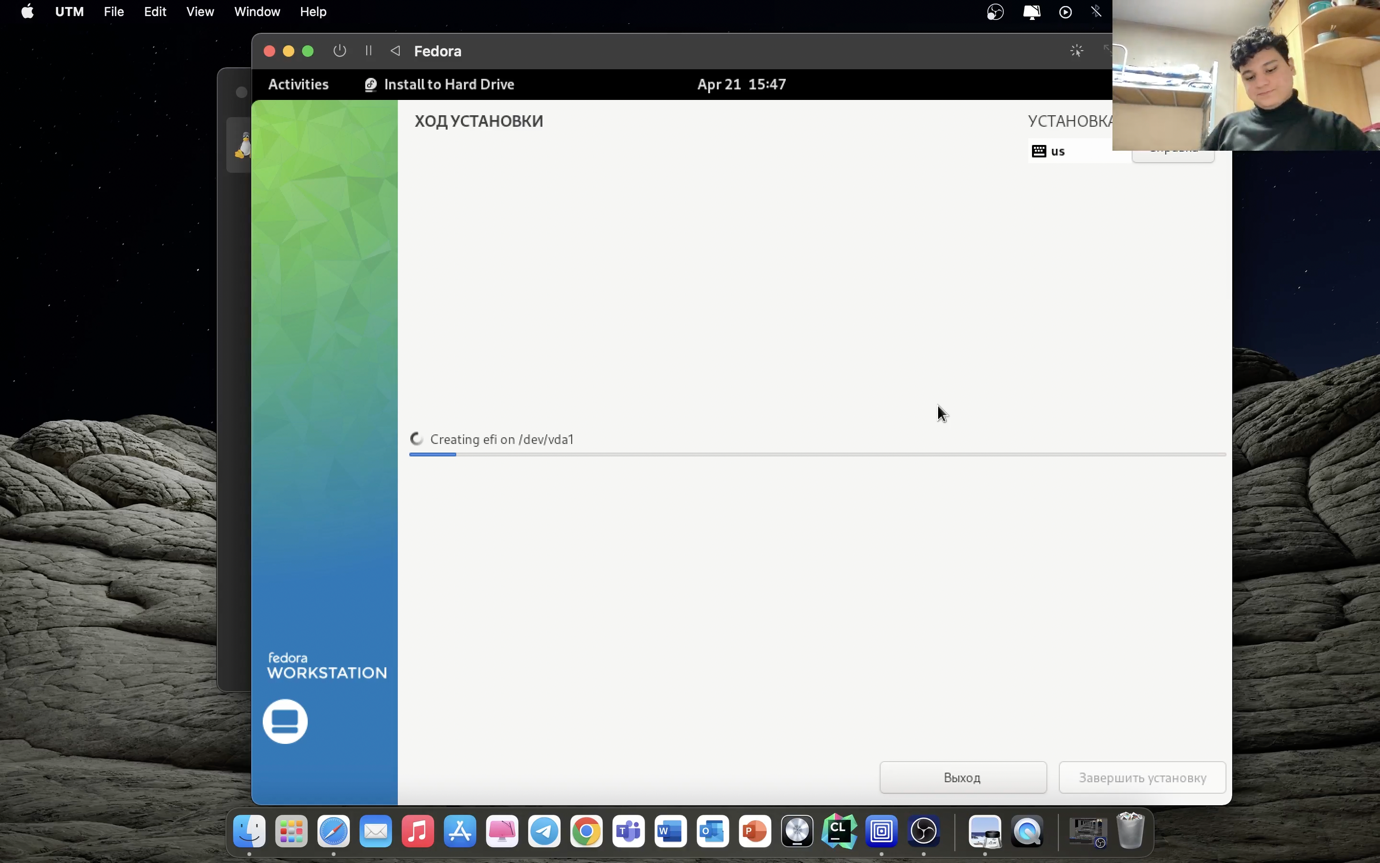 UTM File Edit View Window Help
Fedora
Activities Install to Hard Drive Apr 21 15:47
ХОД УСТАНОВКИ
УСТАНОВКА
us
Creating efi on /dev/vda1
fedora
WORKSTATION
Выход Завершить установку
CL
T W O P